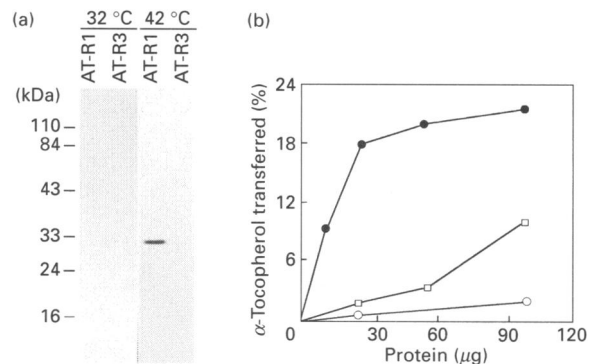 (a)
32 °C 42 °C
AT-R1 AT-R3 AT-R1 AT-R3
(kDa)
110
84
43
33
24
16
(b)
α-Tocopherol transferred (%)
24
18
12
6
0 30 60 90 120
Protein (μg)